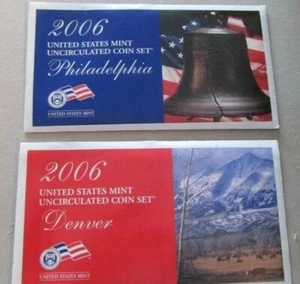 2006
UNITED STATES MINT
UNCIRCULATED COIN SET
Philadelphia
UNITED STATES MINT
2006
UNITED STATES MINT
UNCIRCULATED COIN SET
Denver
UNITED STATES MINT